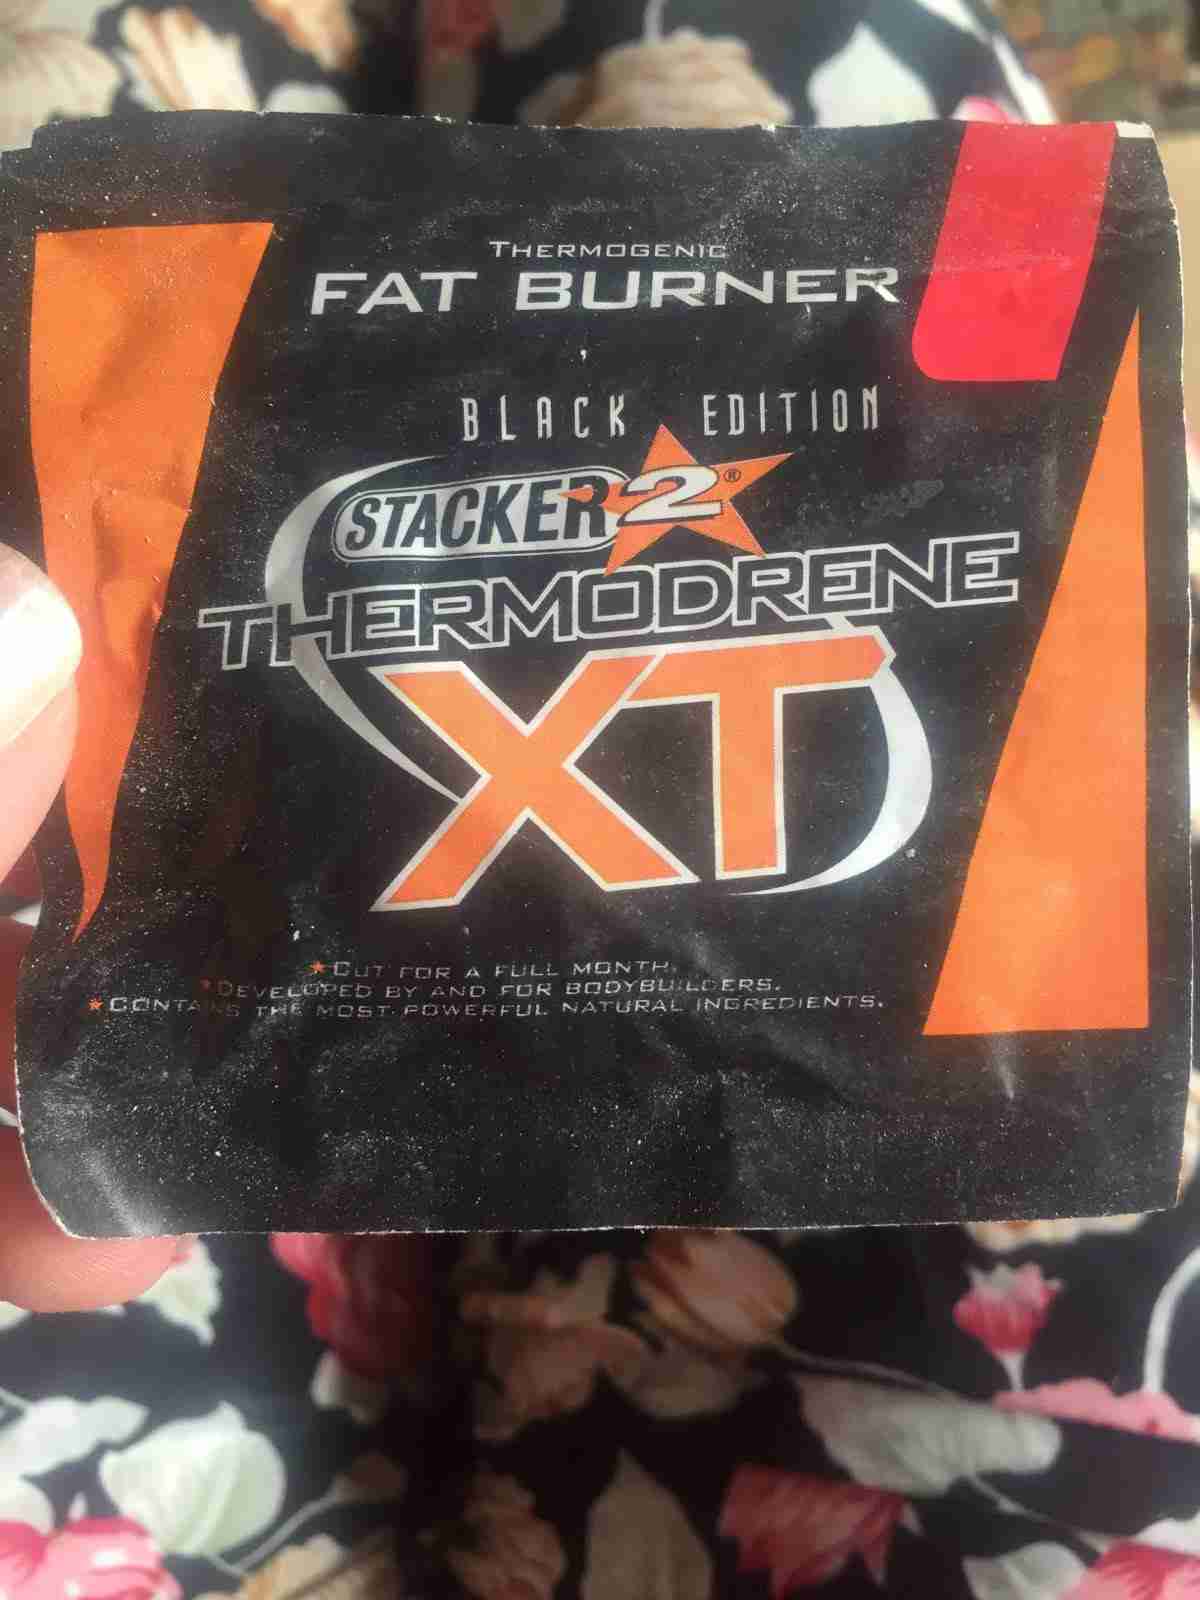 THERMOGENIC
FAT BURNER
BLACK EDITION
STACKER 2®
THERMODRENE
XT
CUT FOR A FULL MONTH.
DEVELOPED BY AND FOR BODYBUILDERS.
CONTAINS THE MOST POWERFUL NATURAL INGREDIENTS.